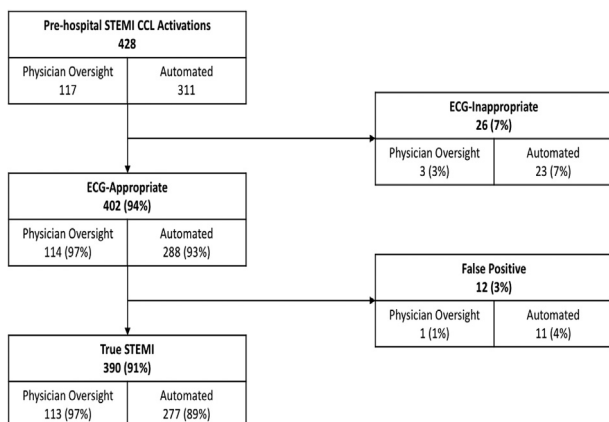 Pre-hospital STEMI CCL Activations
428
Physician Oversight
117
Automated
311
ECG-Inappropriate
26 (7%)
Physician Oversight
3 (3%)
Automated
23 (7%)
ECG-Appropriate
402 (94%)
Physician Oversight
114 (97%)
Automated
288 (93%)
False Positive
12 (3%)
Physician Oversight
1 (1%)
Automated
11 (4%)
True STEMI
390 (91%)
Physician Oversight
113 (97%)
Automated
277 (89%)